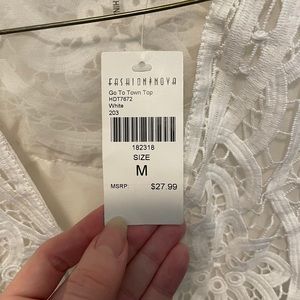 FASHIONNOVA
Go To Town Top
HDT7672
White
203
182318
SIZE
M
MSRP: $27.99